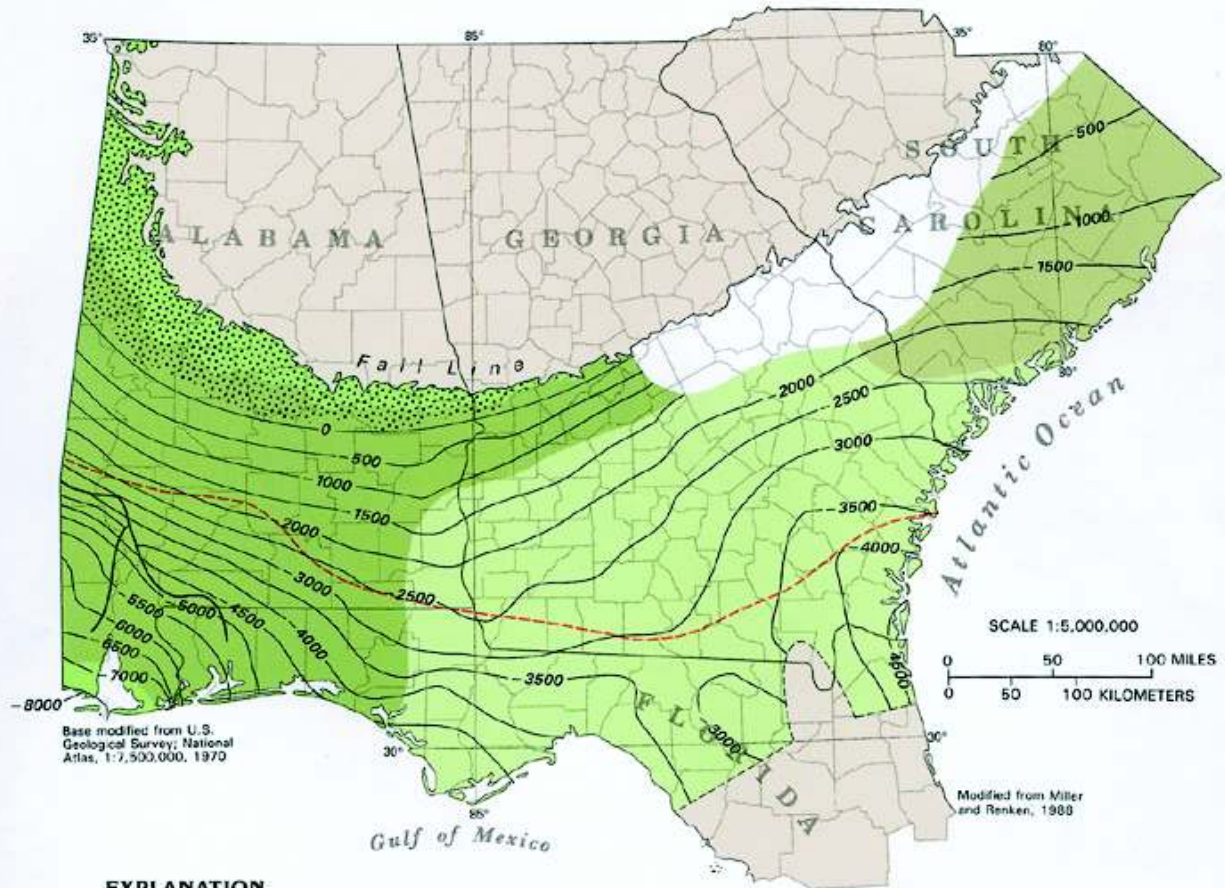 35°
85°
35°
80°
500
SOUTH
CAROLINA
1000
1500
ALABAMA
GEORGIA
Fall Line
0
-500
1000
1500
2000
-3000
-2500
2000
2500
3000
-3500
-4000
80°
Atlantic Ocean
5500
-5000
4500
4000
6000
6500
-7000
-8000
-3500
-3000
4600
FLORIDA
SCALE 1:5,000,000
0 50 100 MILES
0 50 100 KILOMETERS
Base modified from U.S.
Geological Survey; National
Atlas, 1:7,500,000, 1970
30°
30°
85°
Gulf of Mexico
Modified from Miller
and Renken, 1988
EXPLANATION